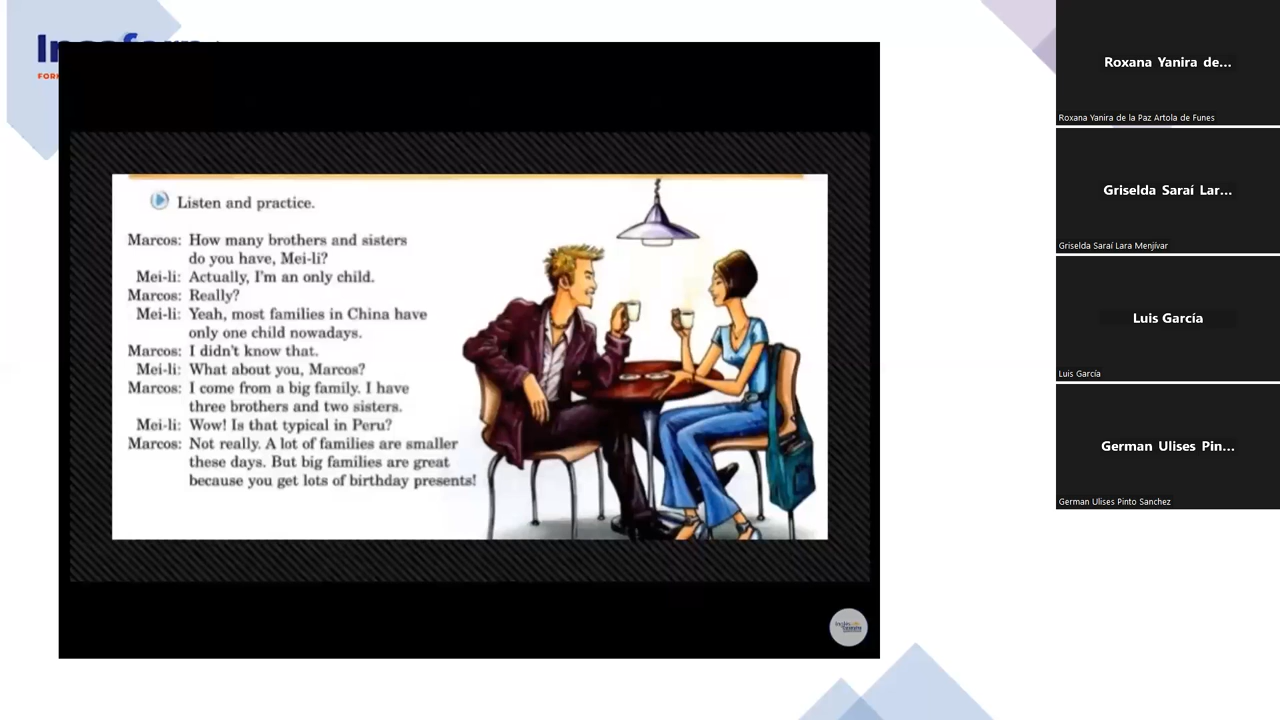 Listen and practice.
Marcos: How many brothers and sisters
do you have, Mei-li?
Mei-li: Actually, I'm an only child.
Marcos: Really?
Mei-li: Yeah, most families in China have
only one child nowadays.
Marcos: I didn't know that.
Mei-li: What about you, Marcos?
Marcos: I come from a big family. I have
three brothers and two sisters.
Mei-li: Wow! Is that typical in Peru?
Marcos: Not really. A lot of families are smaller
these days. But big families are great
because you get lots of birthday presents!
Roxana Yanira de...
Roxana Yanira de la Paz Artola de Funes
Griselda Saraí Lar...
Griselda Saraí Lara Menjívar
Luis García
Luis García
German Ulises Pin...
German Ulises Pinto Sanchez